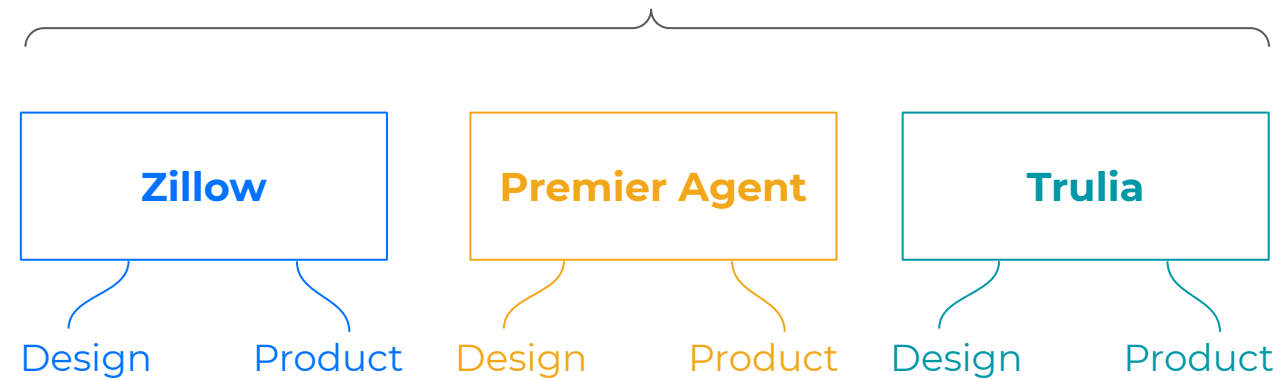 Zillow
Premier Agent
Trulia
Design
Product
Design
Product
Design
Product